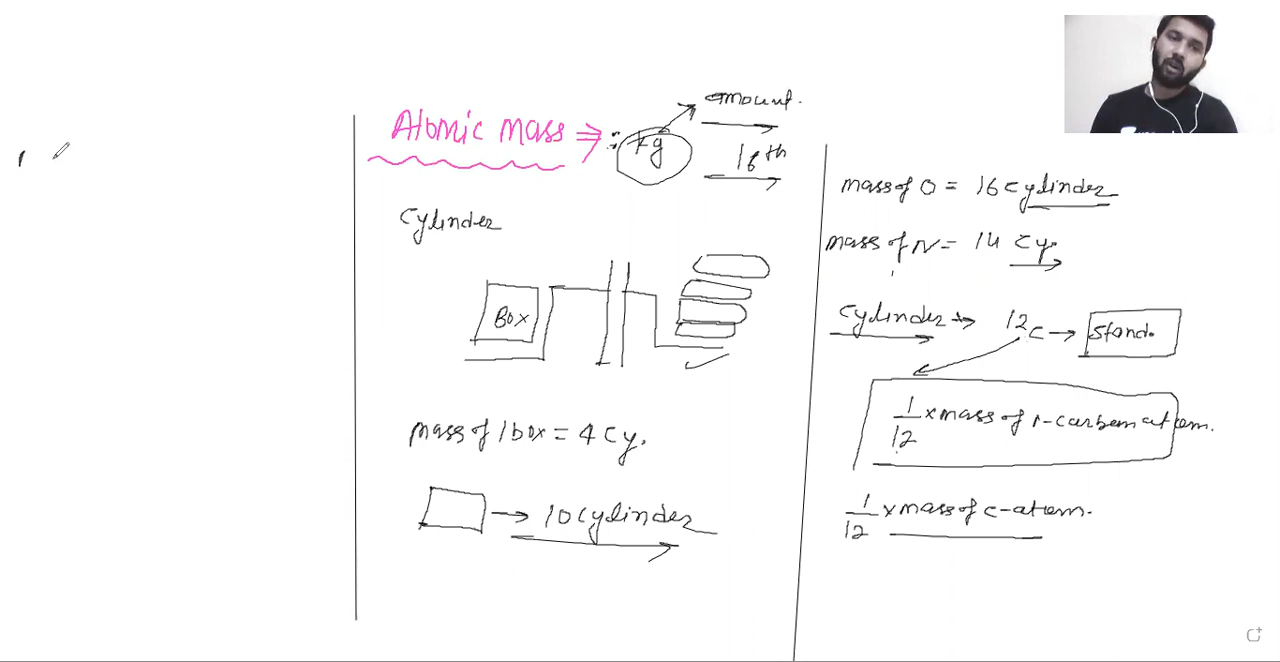 Atomic mass ⇒
kg
amount.
16th
Cylinder
Box
mass of 1 box = 4 Cy.
→ 10 cylinder
mass of O = 16 cylinder
mass of N = 14 Cy.
Cylinder → 12C → Stand.
1/12 × mass of 1-carbon atom.
1/12 × mass of C-atom.